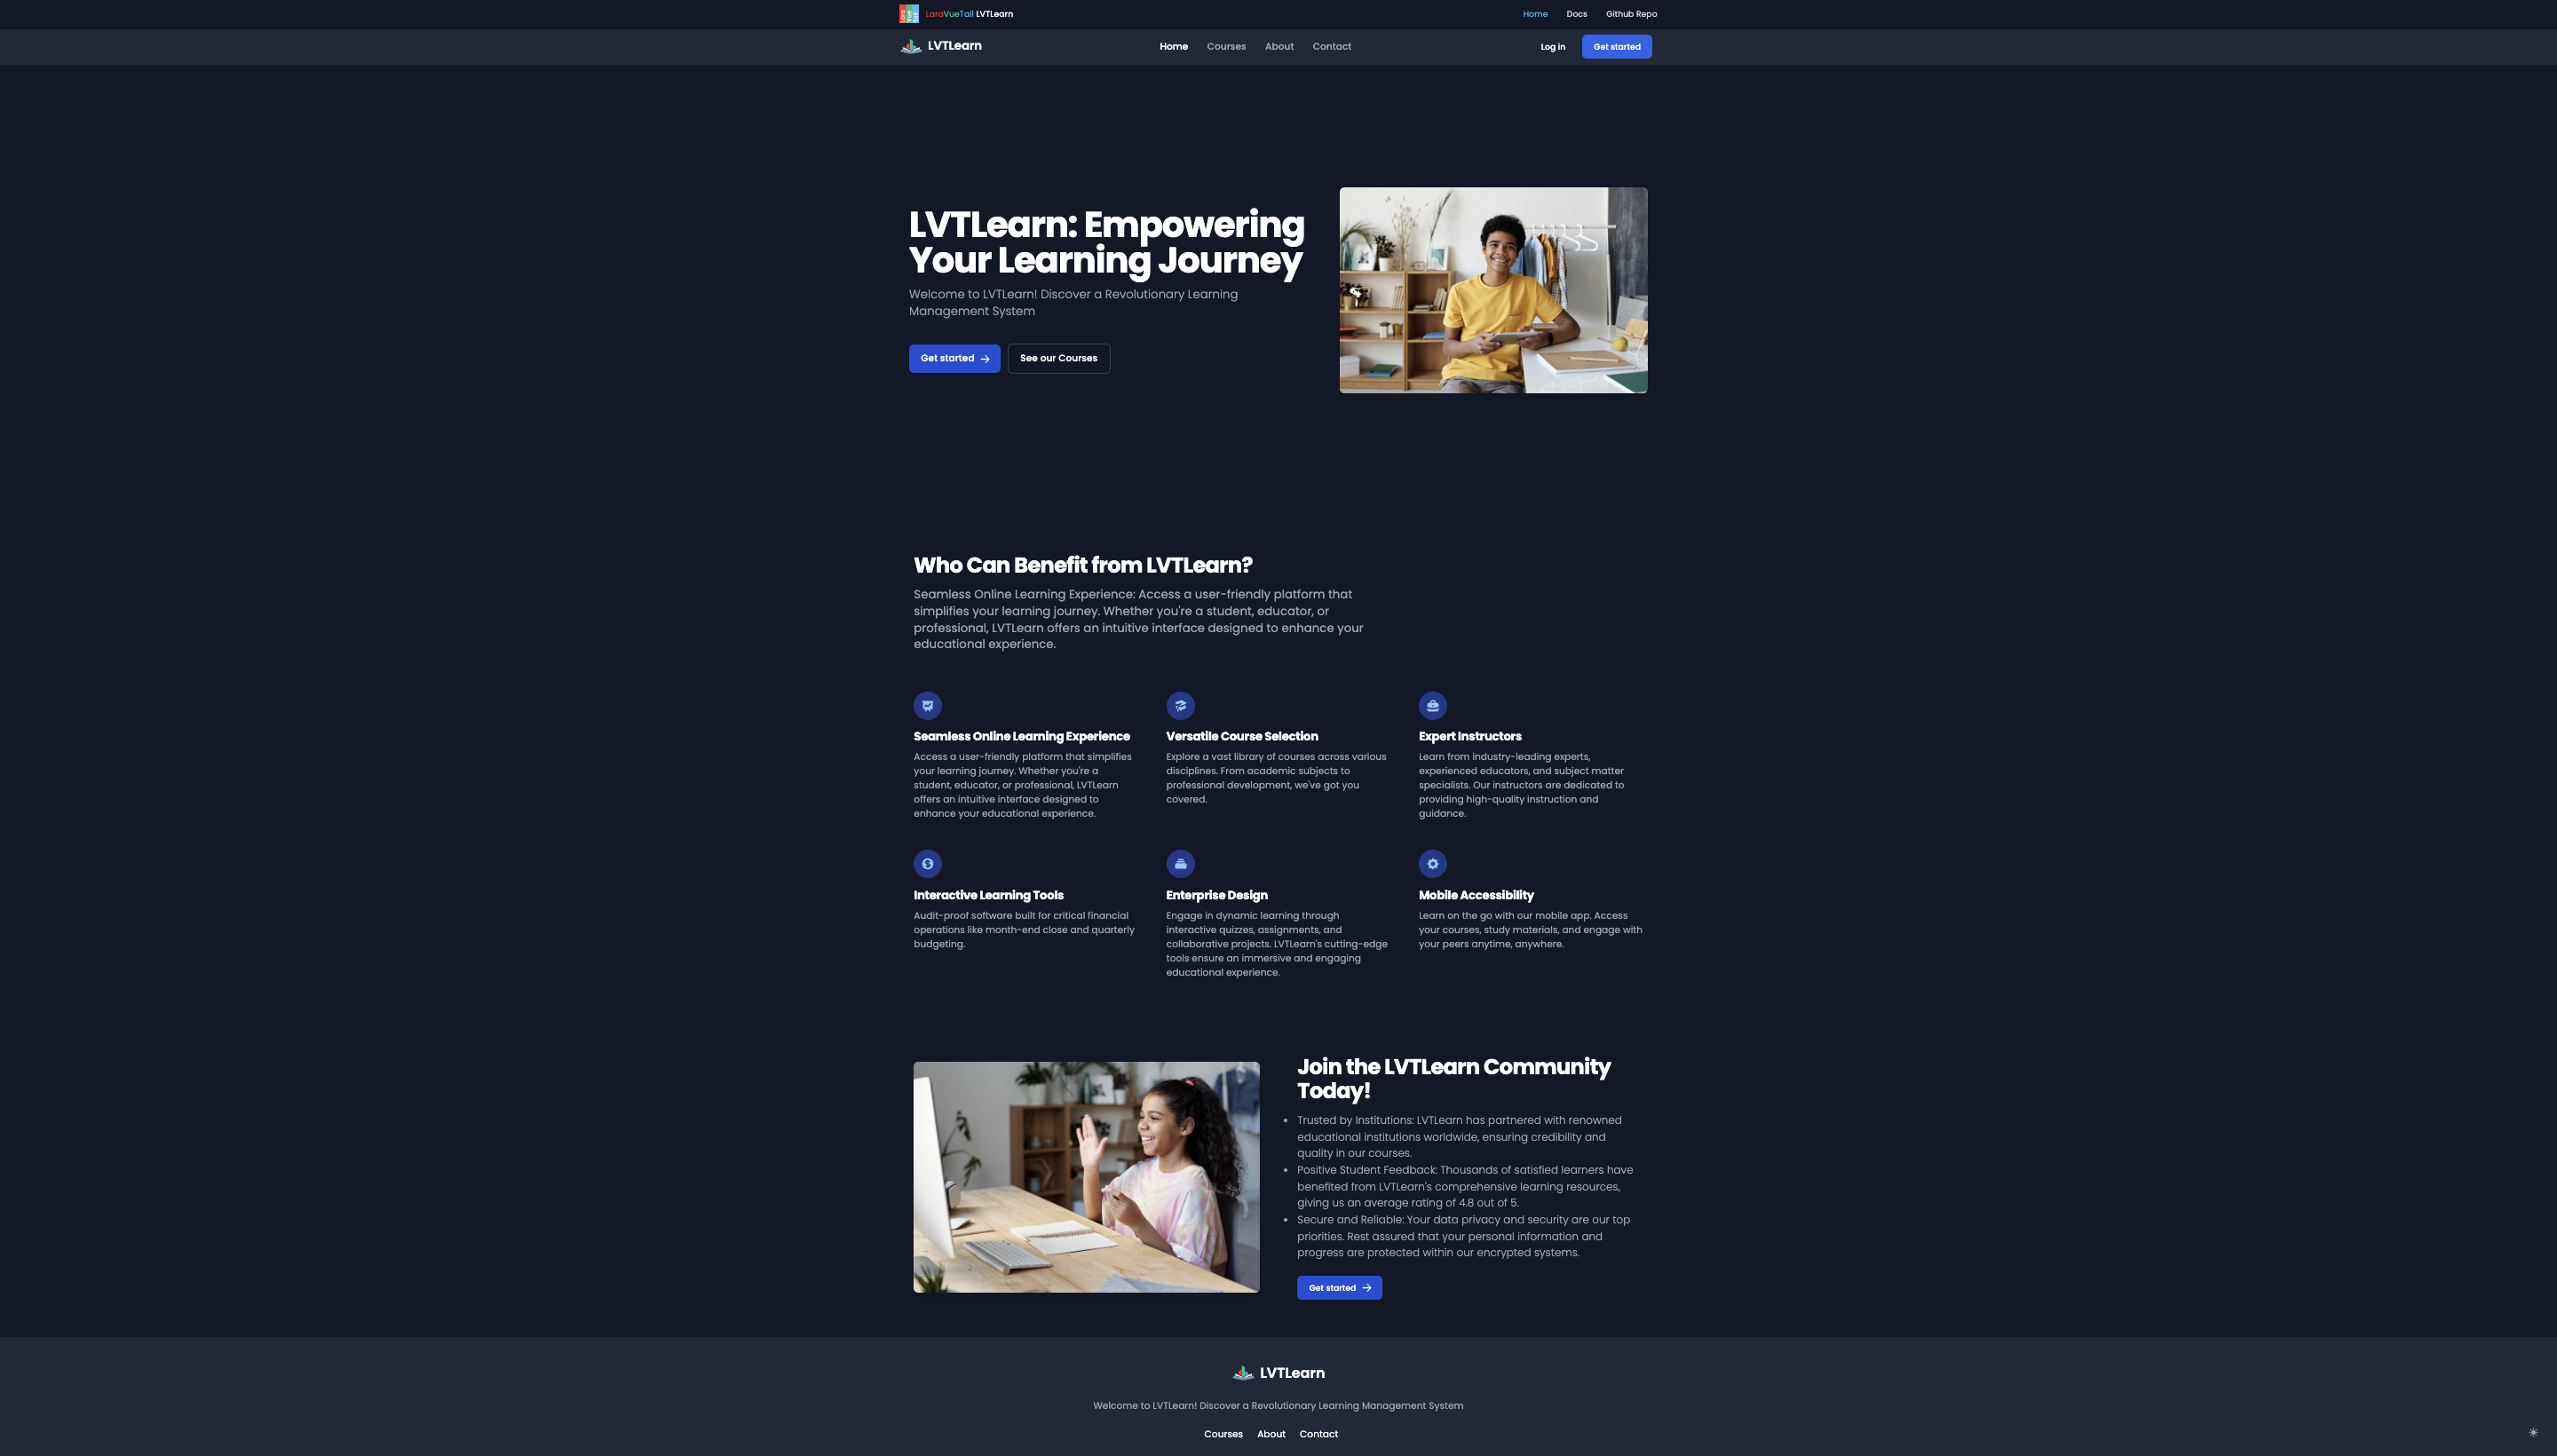 LaraVueTail LVTLearn
Home Docs Github Repo
LVTLearn
Home Courses About Contact
Log in Get started
LVTLearn: Empowering
Your Learning Journey
Welcome to LVTLearn! Discover a Revolutionary Learning
Management System
Get started See our Courses
Who Can Benefit from LVTLearn?
Seamless Online Learning Experience: Access a user-friendly platform that
simplifies your learning journey. Whether you're a student, educator, or
professional, LVTLearn offers an intuitive interface designed to enhance your
educational experience.
Seamless Online Learning Experience
Access a user-friendly platform that simplifies
your learning journey. Whether you're a
student, educator, or professional, LVTLearn
offers an intuitive interface designed to
enhance your educational experience.
Versatile Course Selection
Explore a vast library of courses across various
disciplines. From academic subjects to
professional development, we've got you
covered.
Expert Instructors
Learn from industry-leading experts,
experienced educators, and subject matter
specialists. Our instructors are dedicated to
providing high-quality instruction and
guidance.
Interactive Learning Tools
Audit-proof software built for critical financial
operations like month-end close and quarterly
budgeting.
Enterprise Design
Engage in dynamic learning through
interactive quizzes, assignments, and
collaborative projects. LVTLearn's cutting-edge
tools ensure an immersive and engaging
educational experience.
Mobile Accessibility
Learn on the go with our mobile app. Access
your courses, study materials, and engage with
your peers anytime, anywhere.
Join the LVTLearn Community
Today!
Trusted by Institutions: LVTLearn has partnered with renowned
educational institutions worldwide, ensuring credibility and
quality in our courses.
Positive Student Feedback: Thousands of satisfied learners have
benefited from LVTLearn's comprehensive learning resources,
giving us an average rating of 4.8 out of 5.
Secure and Reliable: Your data privacy and security are our top
priorities. Rest assured that your personal information and
progress are protected within our encrypted systems.
Get started
LVTLearn
Welcome to LVTLearn! Discover a Revolutionary Learning Management System
Courses About Contact